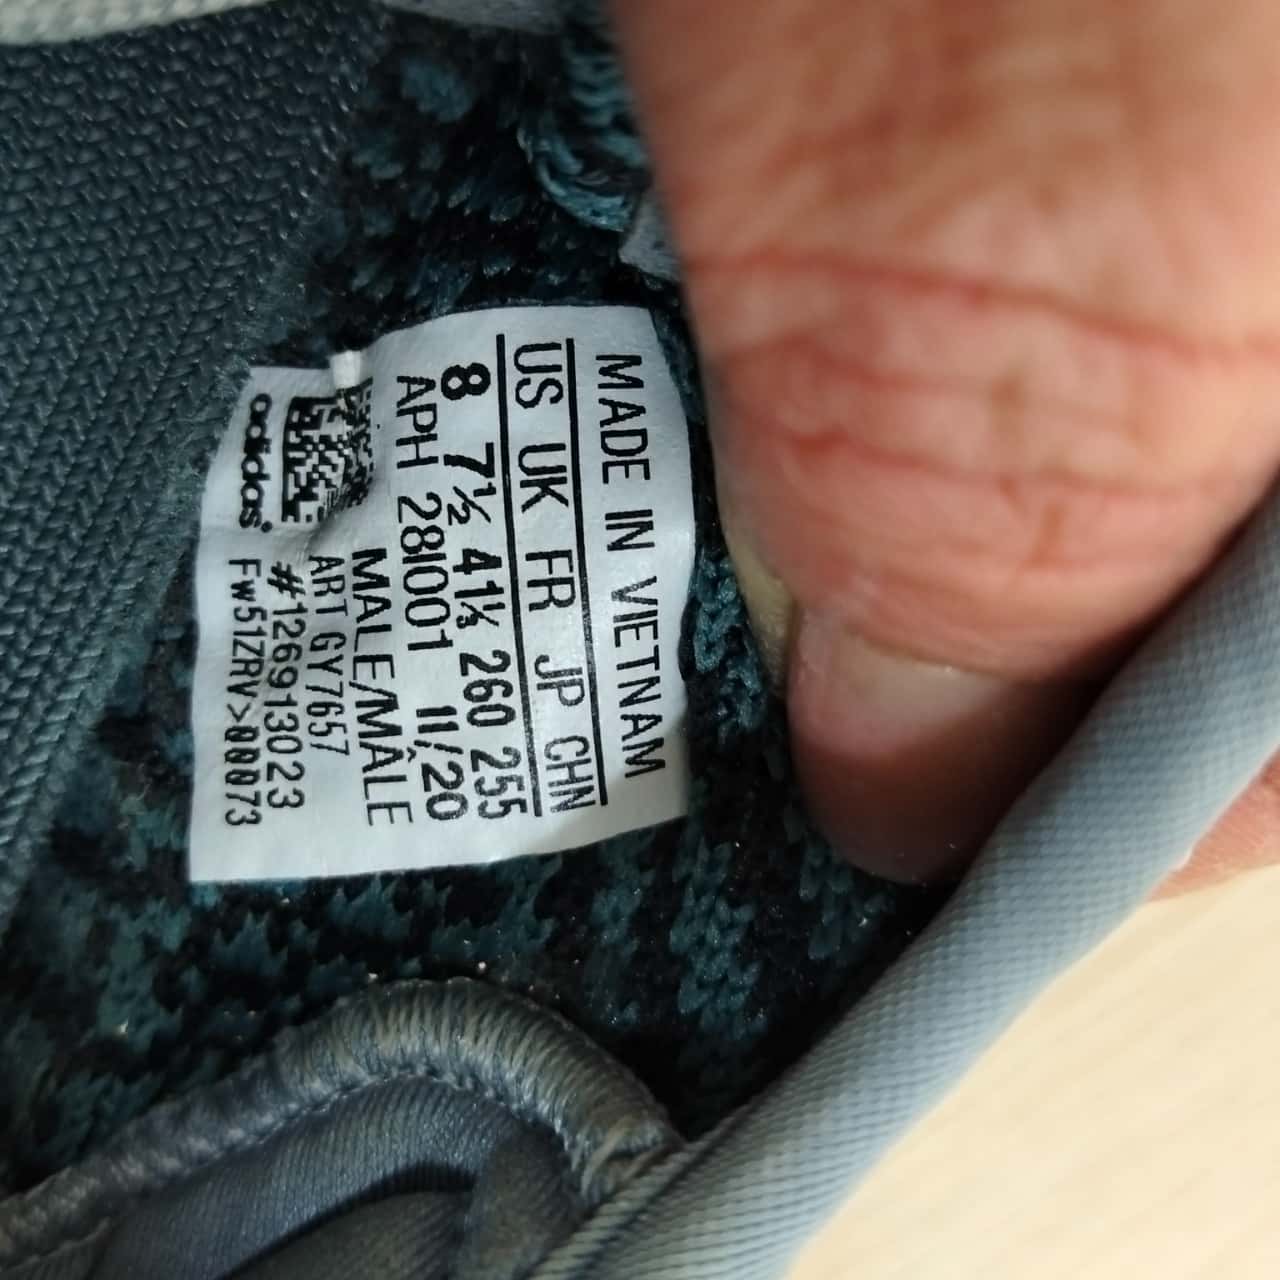 MADE IN VIETNAM
US UK FR JP CHN
8 7½ 41⅓ 260 255
APH 28I001 11/20
MALE/MÂLE
ART GY7657
#126913023
FW51ZRV>00073
adidas